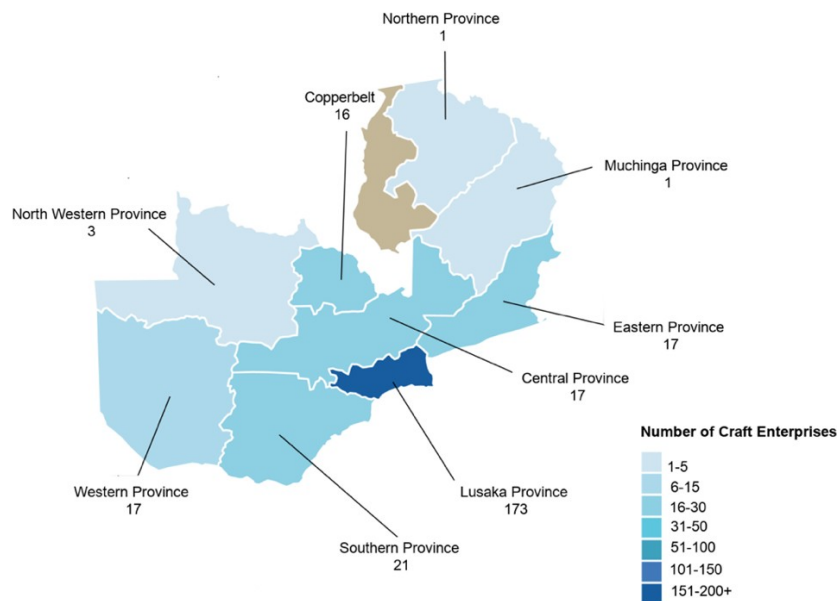 Northern Province
1
Copperbelt
16
Muchinga Province
1
North Western Province
3
Eastern Province
17
Central Province
17
Western Province
17
Lusaka Province
173
Southern Province
21
Number of Craft Enterprises
1-5
6-15
16-30
31-50
51-100
101-150
151-200+